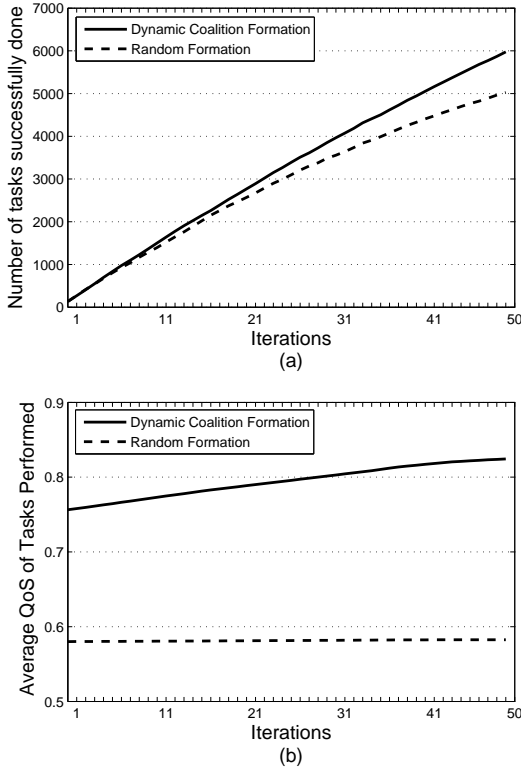 7000
6000
5000
4000
3000
2000
1000
0
Number of tasks successfully done
Dynamic Coalition Formation
Random Formation
1 11 21 31 41 50
Iterations
(a)
0.9
0.8
0.7
0.6
0.5
Average QoS of Tasks Performed
Dynamic Coalition Formation
Random Formation
1 11 21 31 41 50
Iterations
(b)